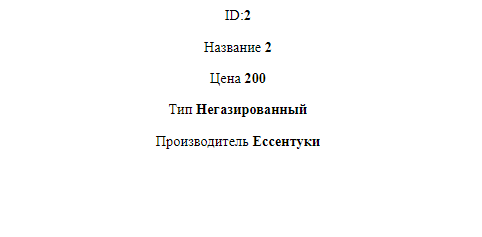 ID:2
Название 2
Цена 200
Тип Негазированный
Производитель Ессентуки